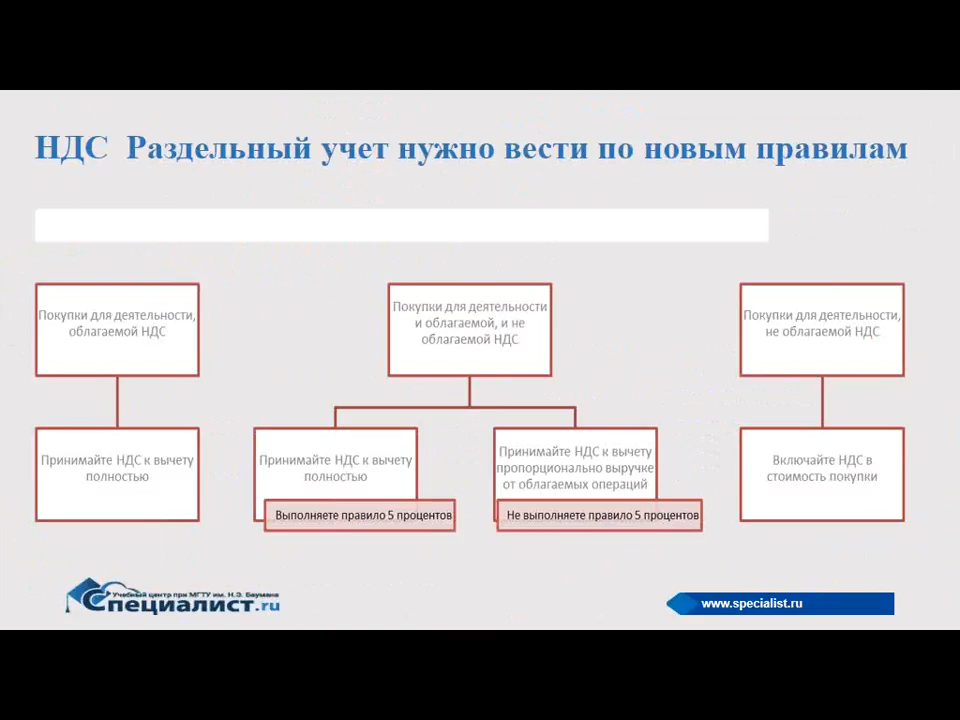 НДС Раздельный учет нужно вести по новым правилам
Покупки для деятельности,
облагаемой НДС
Покупки для деятельности
и облагаемой, и не
облагаемой НДС
Покупки для деятельности,
не облагаемой НДС
Принимайте НДС к вычету
полностью
Принимайте НДС к вычету
полностью
Выполняете правило 5 процентов
Принимайте НДС к вычету
пропорционально выручке
от облагаемых операций
Не выполняете правило 5 процентов
Включайте НДС в
стоимость покупки
Учебный центр при МГТУ им. Н.Э. Баумана
Специалист.ru
www.specialist.ru